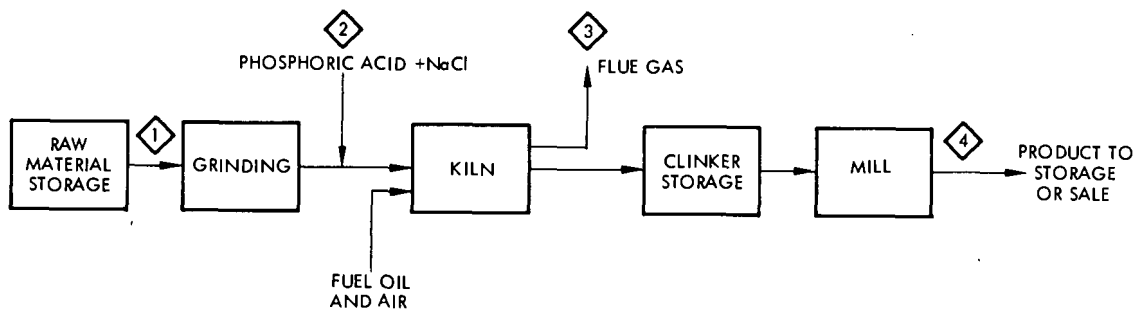 2
PHOSPHORIC ACID +NaCl
3
FLUE GAS
1
RAW
MATERIAL
STORAGE
GRINDING
KILN
CLINKER
STORAGE
MILL
4
PRODUCT TO
STORAGE
OR SALE
FUEL OIL
AND AIR